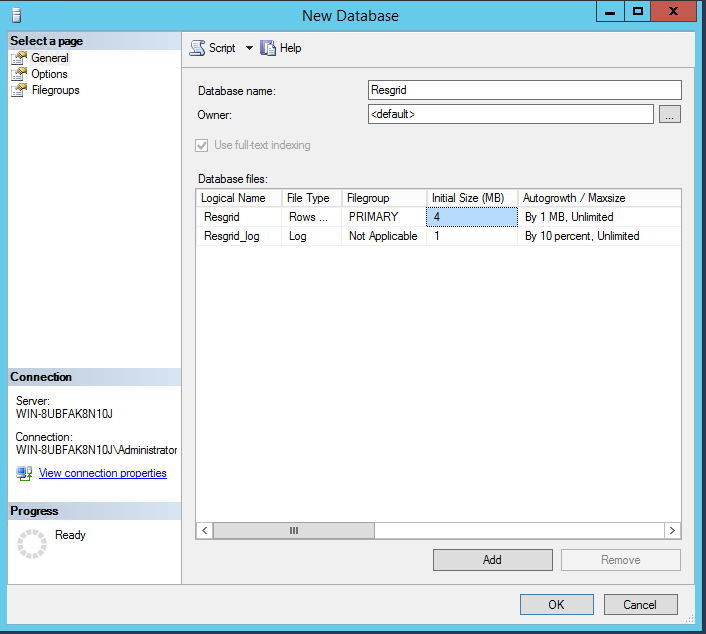 New Database
X
Select a page
General
Options
Filegroups
Script
Help
Database name:
Resgrid
Owner:
<default>
...
Use full-text indexing
Database files:
Logical Name File Type Filegroup Initial Size (MB) Autogrowth / Maxsize
Resgrid Rows ... PRIMARY 4 By 1 MB, Unlimited
Resgrid_log Log Not Applicable 1 By 10 percent, Unlimited
Connection
Server:
WIN-8UBFAK8N10J
Connection:
WIN-8UBFAK8N10J\Administrator
View connection properties
Progress
Ready
Add
Remove
OK
Cancel